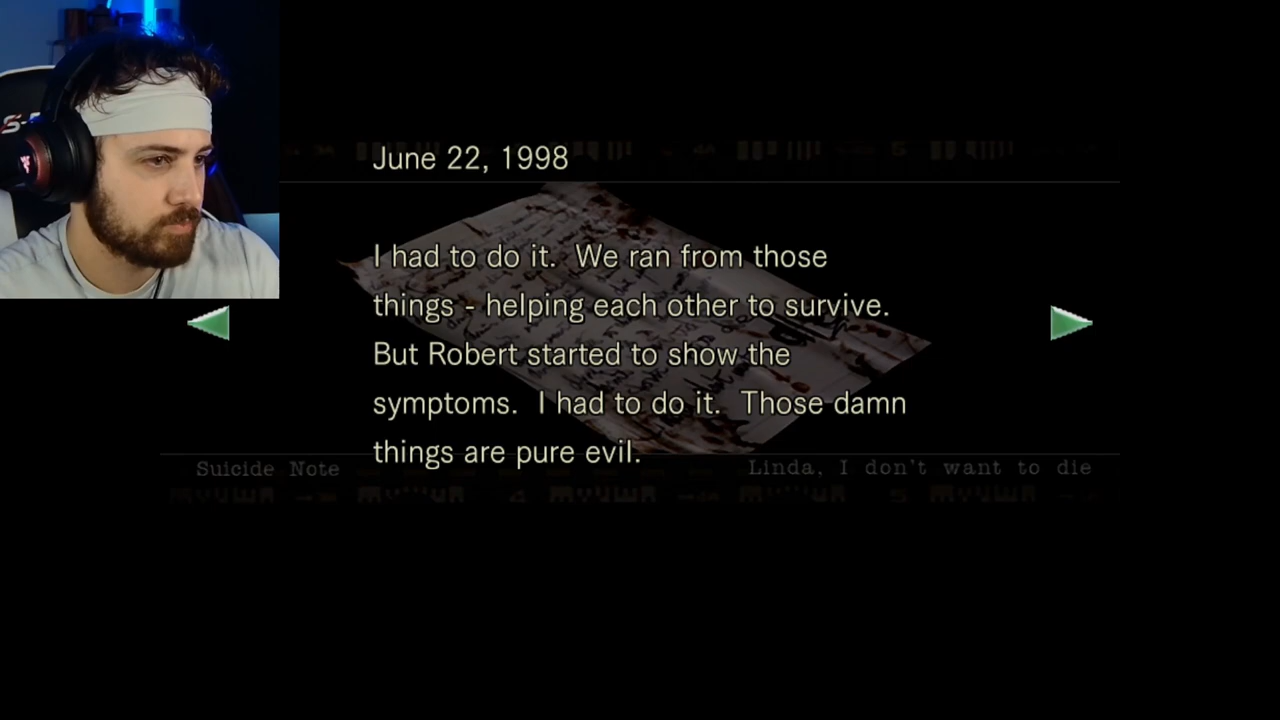 June 22, 1998
I had to do it. We ran from those
things - helping each other to survive.
But Robert started to show the
symptoms. I had to do it. Those damn
things are pure evil.
Suicide Note
Linda, I don't want to die